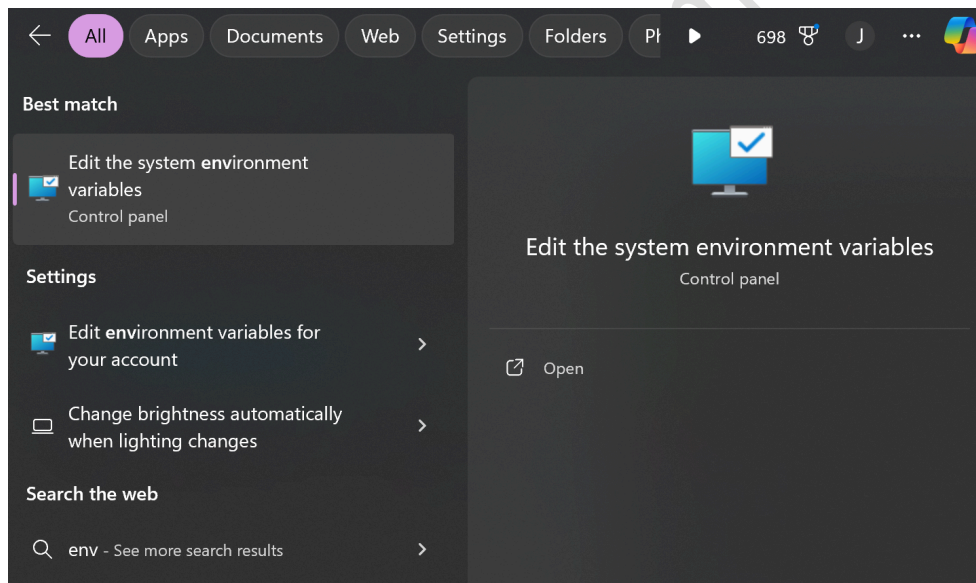 All Apps Documents Web Settings Folders 698 J
Best match
Edit the system environment
variables
Control panel
Settings
Edit environment variables for
your account
Change brightness automatically
when lighting changes
Search the web
env - See more search results
Edit the system environment variables
Control panel
Open